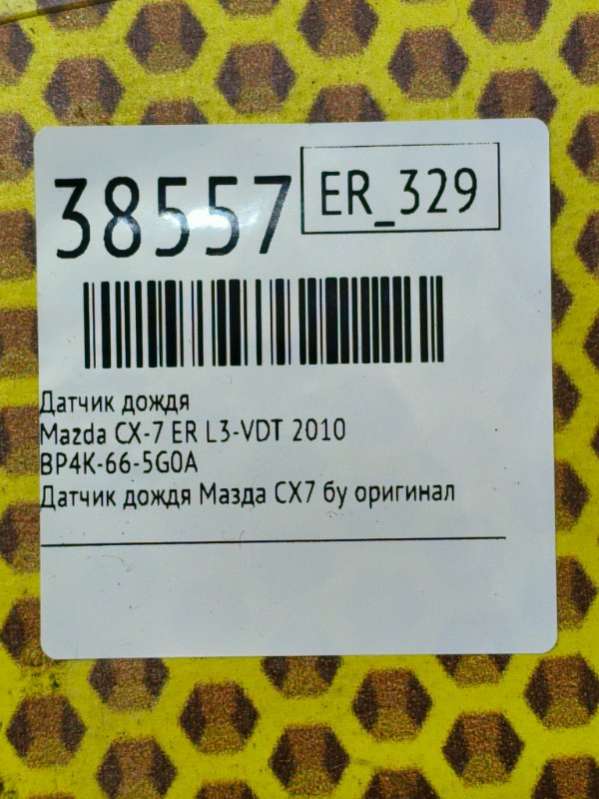 38557
ER_329
Датчик дождя
Mazda CX-7 ER L3-VDT 2010
BP4K-66-5G0A
Датчик дождя Мазда СХ7 бу оригинал